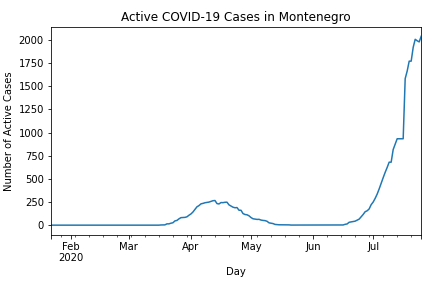 Active COVID-19 Cases in Montenegro
Number of Active Cases
2000
1750
1500
1250
1000
750
500
250
0
Feb Mar Apr May Jun Jul
2020
Day